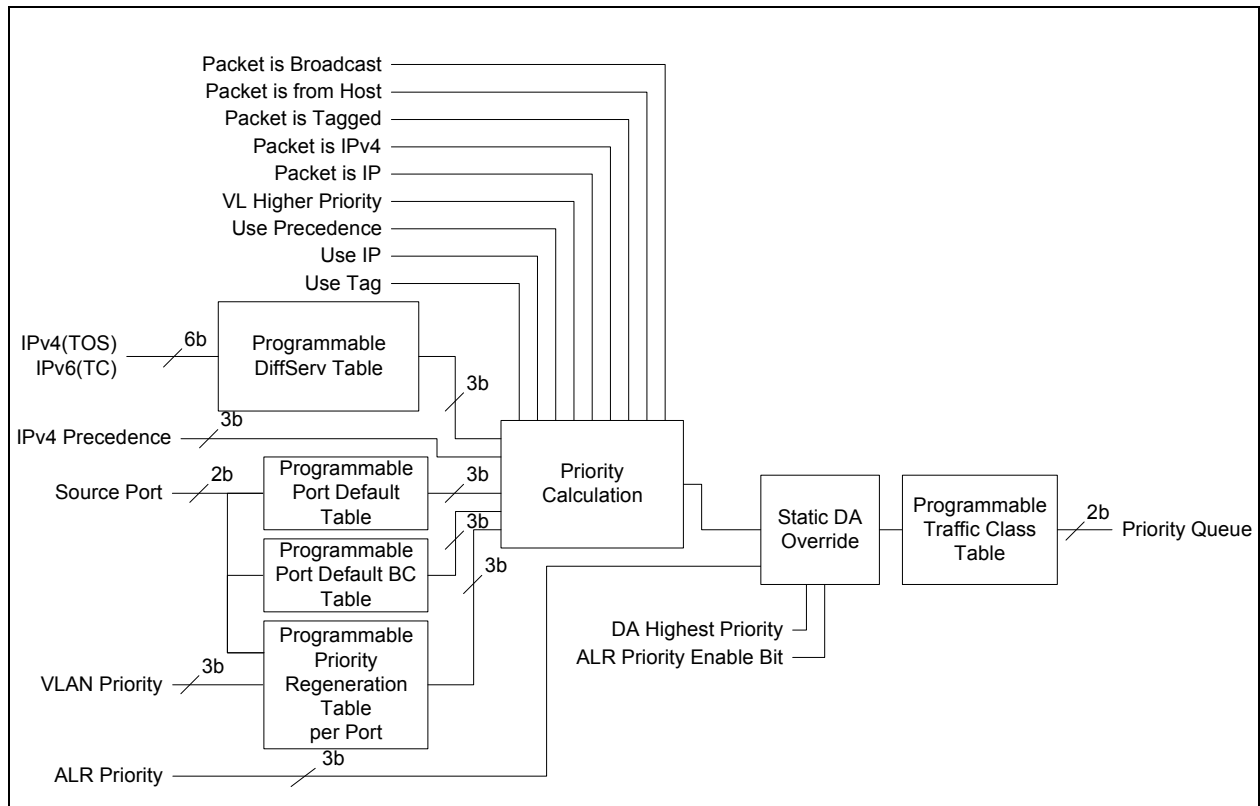 Packet is Broadcast
Packet is from Host
Packet is Tagged
Packet is IPv4
Packet is IP
VL Higher Priority
Use Precedence
Use IP
Use Tag
IPv4(TOS)
IPv6(TC)
6b
Programmable
DiffServ Table
3b
IPv4 Precedence
3b
Source Port
2b
Programmable
Port Default
Table
3b
Programmable
Port Default BC
Table
3b
VLAN Priority
3b
Programmable
Priority
Regeneration
Table
per Port
3b
ALR Priority
3b
Priority
Calculation
Static DA
Override
DA Highest Priority
ALR Priority Enable Bit
Programmable
Traffic Class
Table
2b
Priority Queue